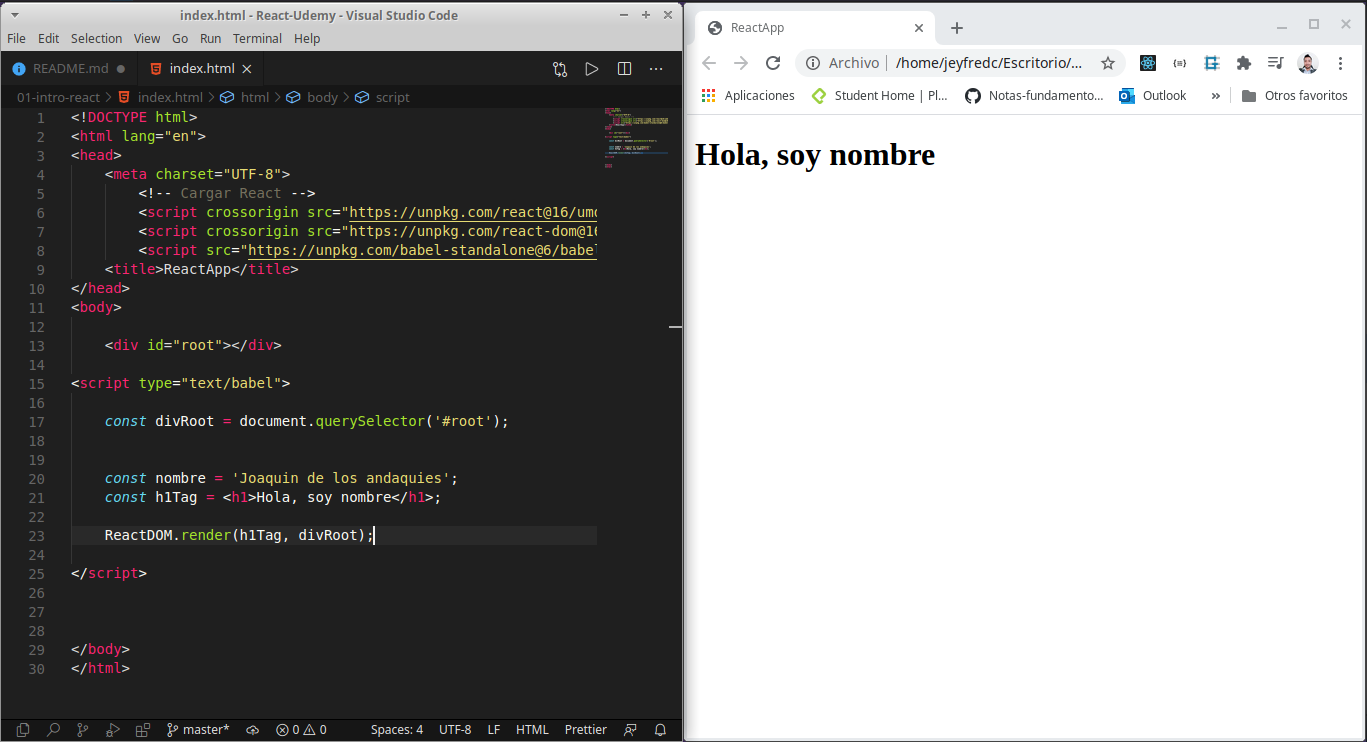 index.html - React-Udemy - Visual Studio Code
File Edit Selection View Go Run Terminal Help
README.md
index.html
01-intro-react > index.html > html > body > script
1 <!DOCTYPE html>
2 <html lang="en">
3 <head>
4 <meta charset="UTF-8">
5 <!-- Cargar React -->
6 <script crossorigin src="https://unpkg.com/react@16/umd
7 <script crossorigin src="https://unpkg.com/react-dom@16
8 <script src="https://unpkg.com/babel-standalone@6/babel
9 <title>ReactApp</title>
10 </head>
11 <body>
12
13 <div id="root"></div>
14
15 <script type="text/babel">
16
17 const divRoot = document.querySelector('#root');
18
19
20 const nombre = 'Joaquin de los andaquies';
21 const h1Tag = <h1>Hola, soy nombre</h1>;
22
23 ReactDOM.render(h1Tag, divRoot);
24
25 </script>
26
27
28
29 </body>
30 </html>
master* 0 0 Spaces: 4 UTF-8 LF HTML Prettier
ReactApp
Archivo | /home/jeyfredc/Escritorio/...
Aplicaciones Student Home | Pl... Notas-fundamento... Outlook » Otros favoritos
Hola, soy nombre